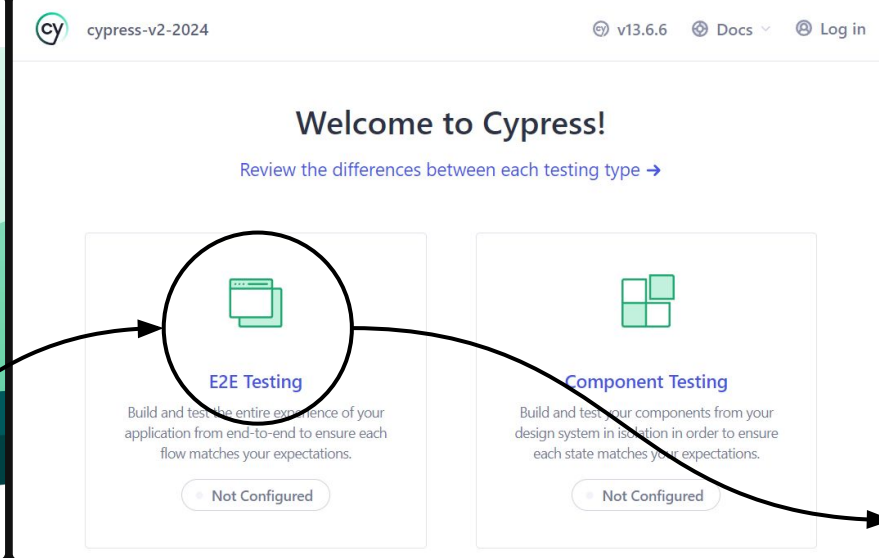 cy cypress-v2-2024
cy v13.6.6 Docs Log in
Welcome to Cypress!
Review the differences between each testing type →
E2E Testing
Build and test the entire experience of your
application from end-to-end to ensure each
flow matches your expectations.
Not Configured
Component Testing
Build and test your components from your
design system in isolation in order to ensure
each state matches your expectations.
Not Configured